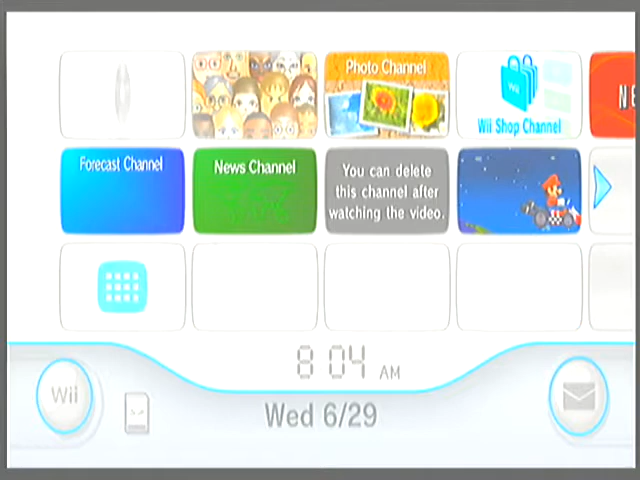 Photo Channel
Wii
Wii Shop Channel
Forecast Channel
News Channel
You can delete
this channel after
watching the video.
8 04 AM
Wii
Wed 6/29